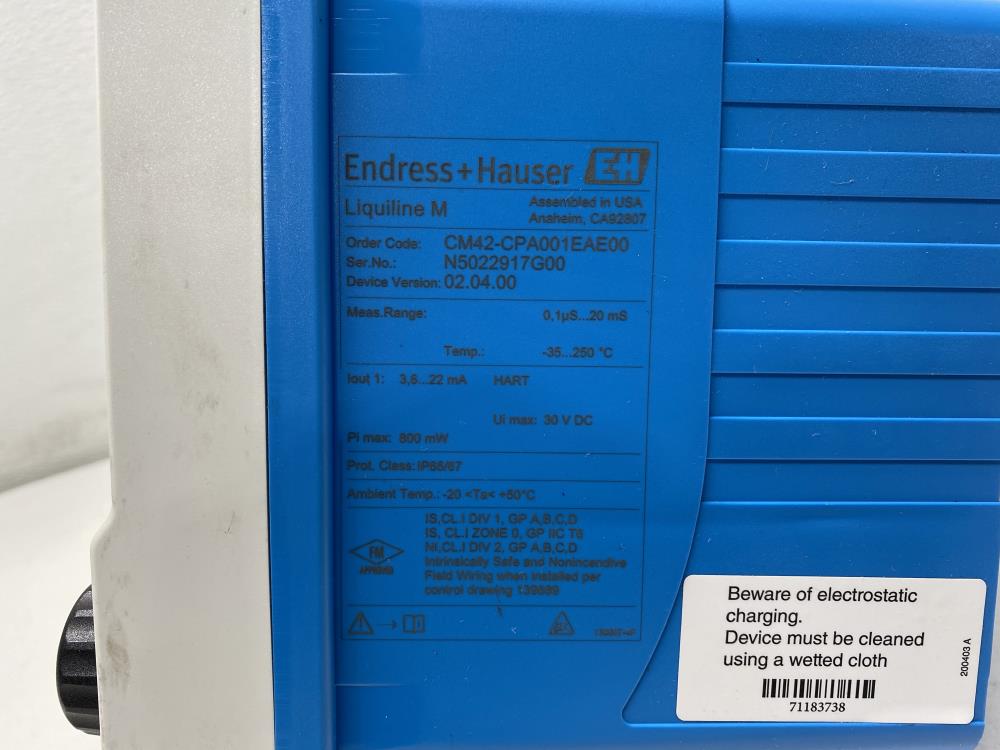 Endress+Hauser EH
Liquiline M
Assembled in USA
Anaheim, CA92807
Order Code: CM42-CPA001EAE00
Ser.No.: N5022917G00
Device Version: 02.04.00
Meas.Range: 0,1µS...20 mS
Temp.: -35...250 °C
Iout 1: 3,6...22 mA HART
Ui max: 30 V DC
Pi max: 800 mW
Prot. Class: IP65/67
Ambient Temp.: -20 <Ta< +50°C
IS,CL.I DIV 1, GP A,B,C,D
IS, CL.I ZONE 0, GP IIC T6
NI,CL.I DIV 2, GP A,B,C,D
Intrinsically Safe and Nonincendive
Field Wiring when installed per
control drawing 139889
FM
APPROVED
Beware of electrostatic
charging.
Device must be cleaned
using a wetted cloth
71183738
200403 A